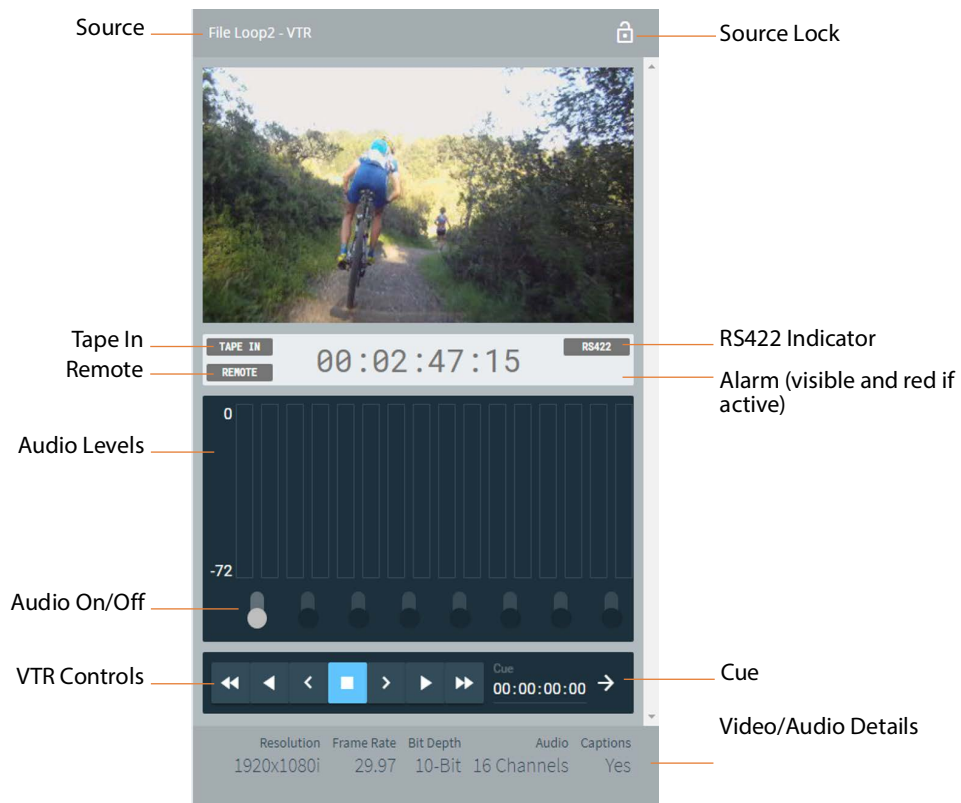 Source
File Loop2 - VTR
Source Lock
Tape In
TAPE IN
00:02:47:15
RS422
RS422 Indicator
Remote
REMOTE
Alarm (visible and red if
active)
0
Audio Levels
-72
Audio On/Off
VTR Controls
Cue
00:00:00:00
Cue
Video/Audio Details
Resolution Frame Rate Bit Depth Audio Captions
1920x1080i 29.97 10-Bit 16 Channels Yes